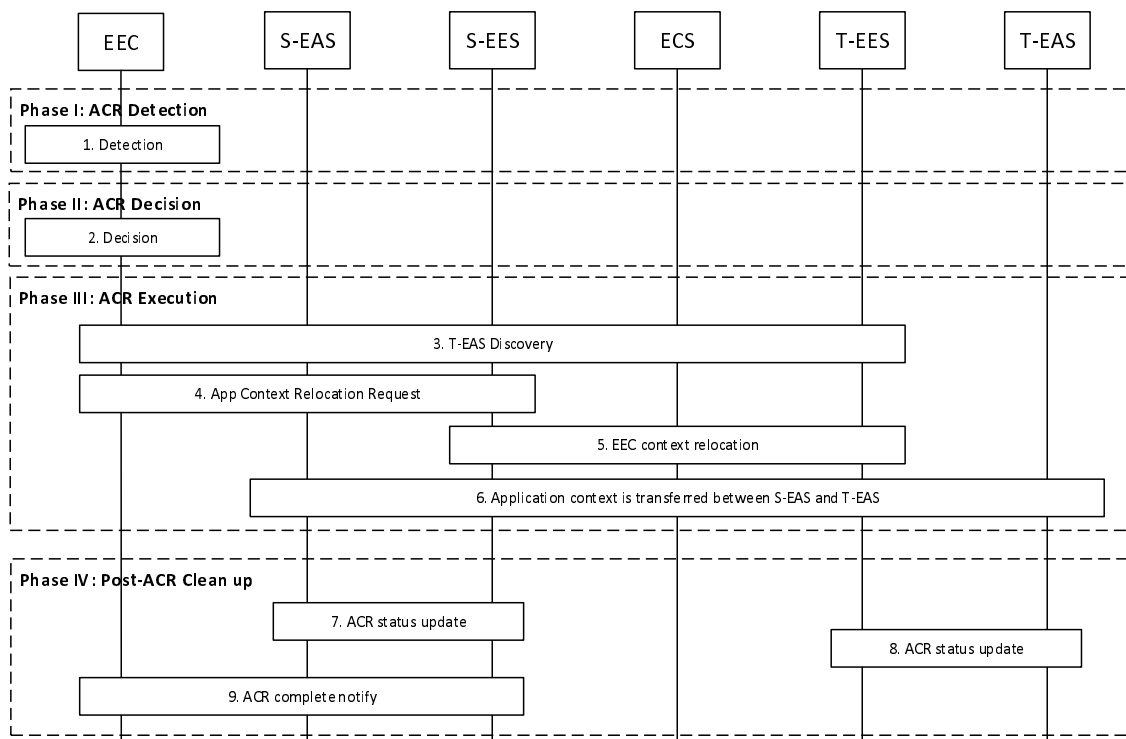 EEC
S-EAS
S-EES
ECS
T-EES
T-EAS
Phase I: ACR Detection
1. Detection
Phase II: ACR Decision
2. Decision
Phase III: ACR Execution
3. T-EAS Discovery
4. App Context Relocation Request
5. EEC context relocation
6. Application context is transferred between S-EAS and T-EAS
Phase IV: Post-ACR Clean up
7. ACR status update
8. ACR status update
9. ACR complete notify